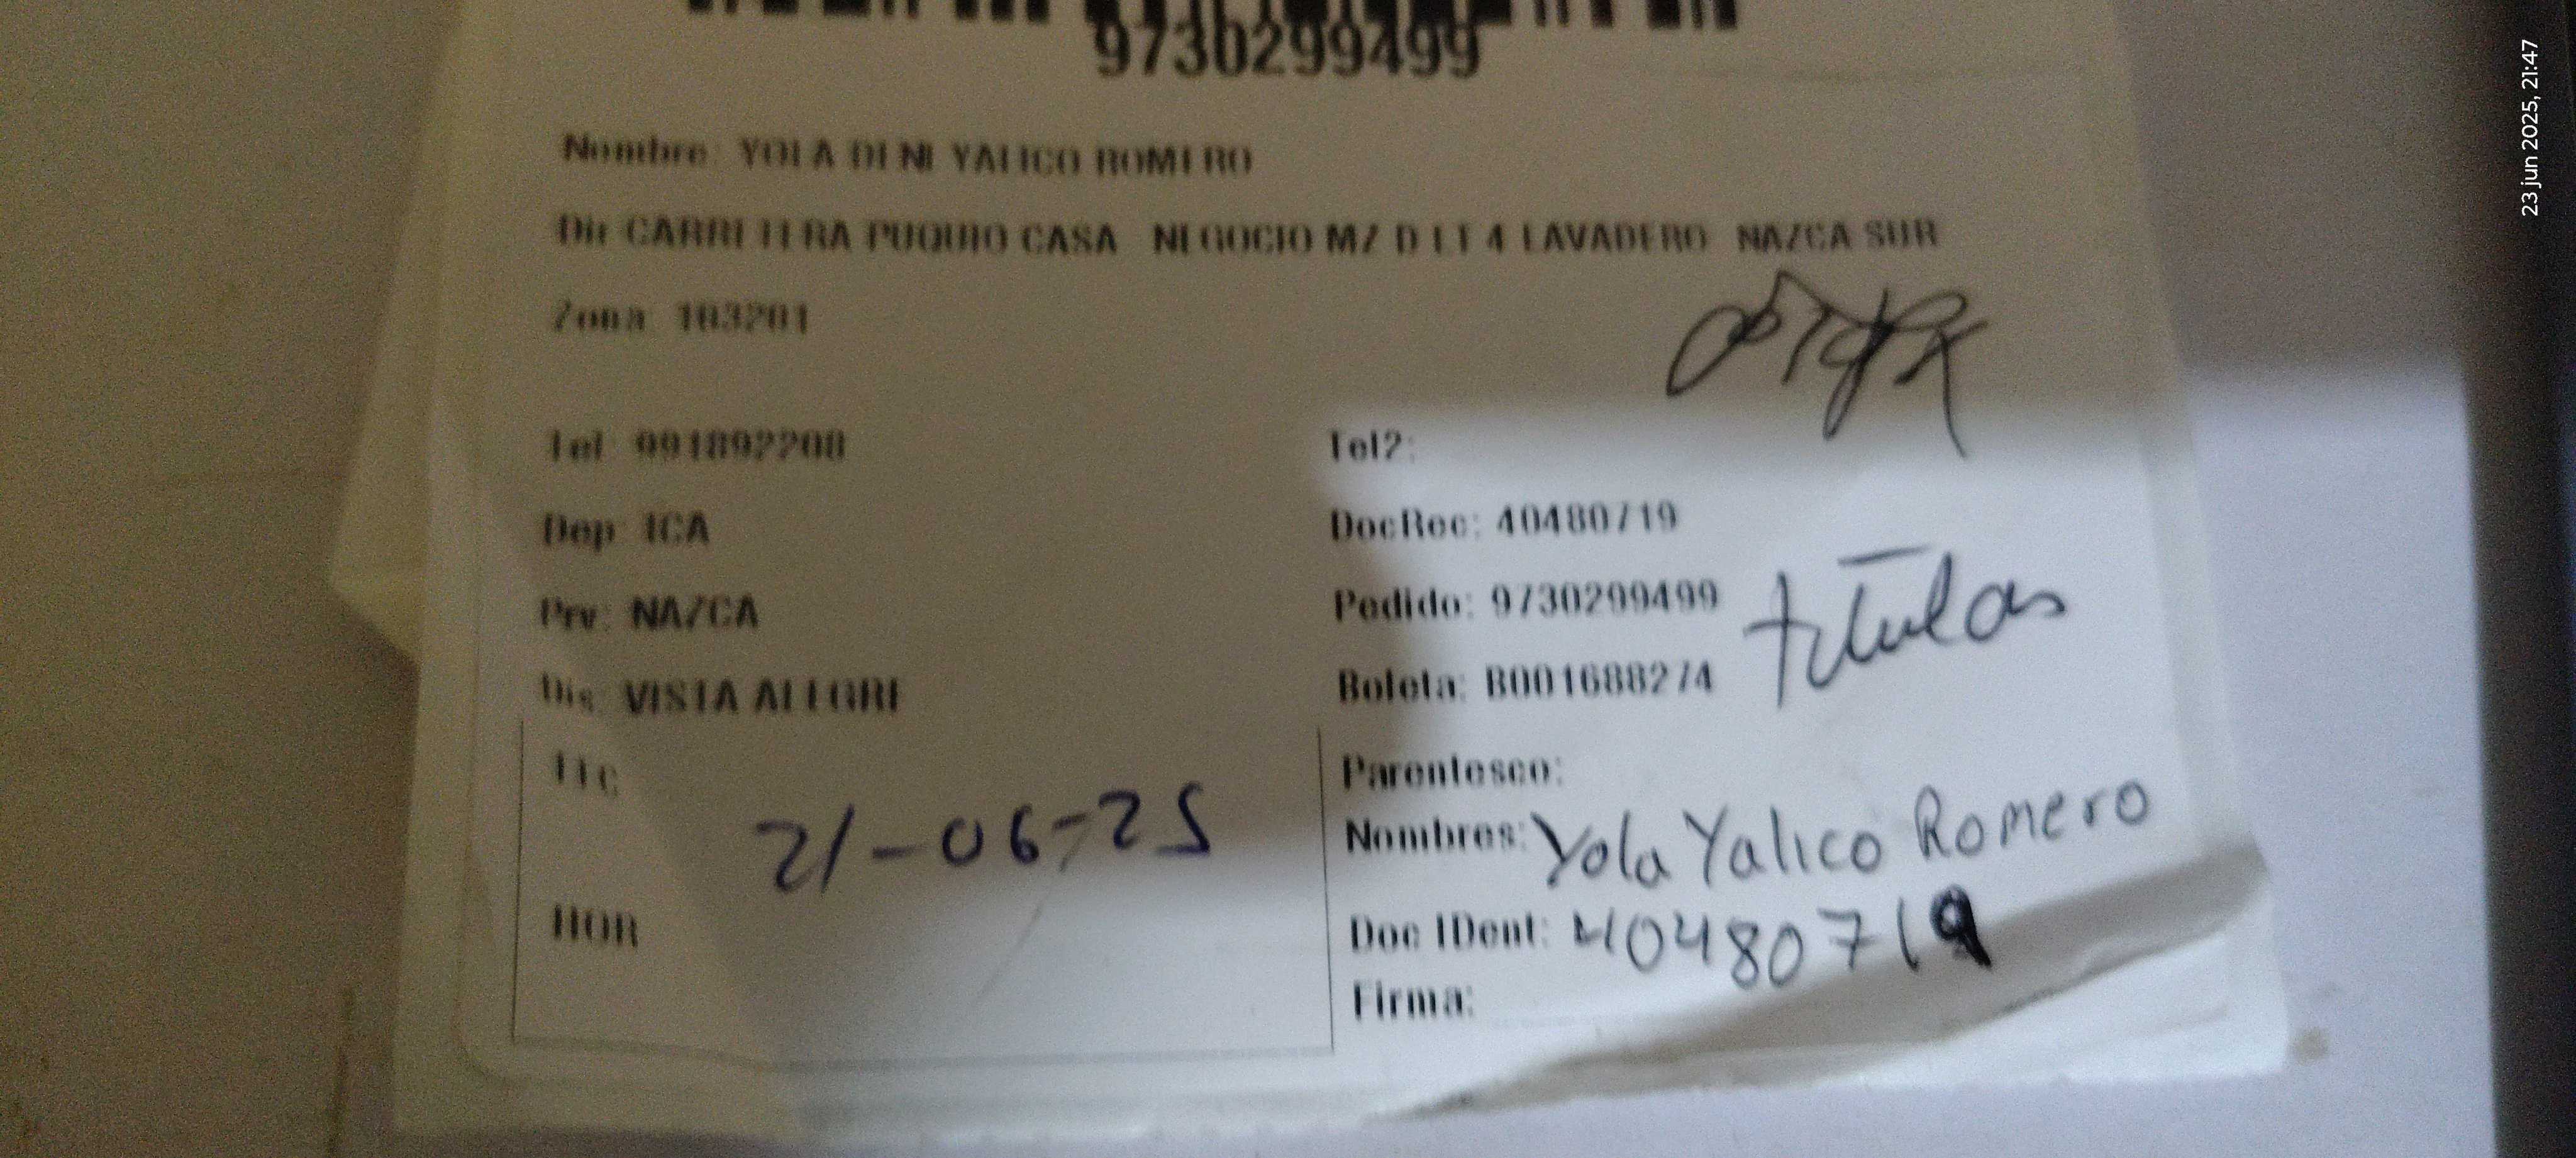 9730299499
Nombre: YOLA DENI YALICO ROMERO
Dir CARRETERA PUQUIO CASA NEGOCIO MZ D LT 4 LAVADERO NAZCA SUR
Zona: 103201
Tel: 991892208 Tel2:
Dep: ICA DocRec: 40480719
Prv: NAZCA Pedido: 9730299499
titular
Dis: VISTA ALEGRE Boleta: B001688274
Parentesco:
21-06-25
Nombres: Yola Yalico Romero
HOR Doc IDent: 40480719
Firma:
23 jun 2025, 21:47